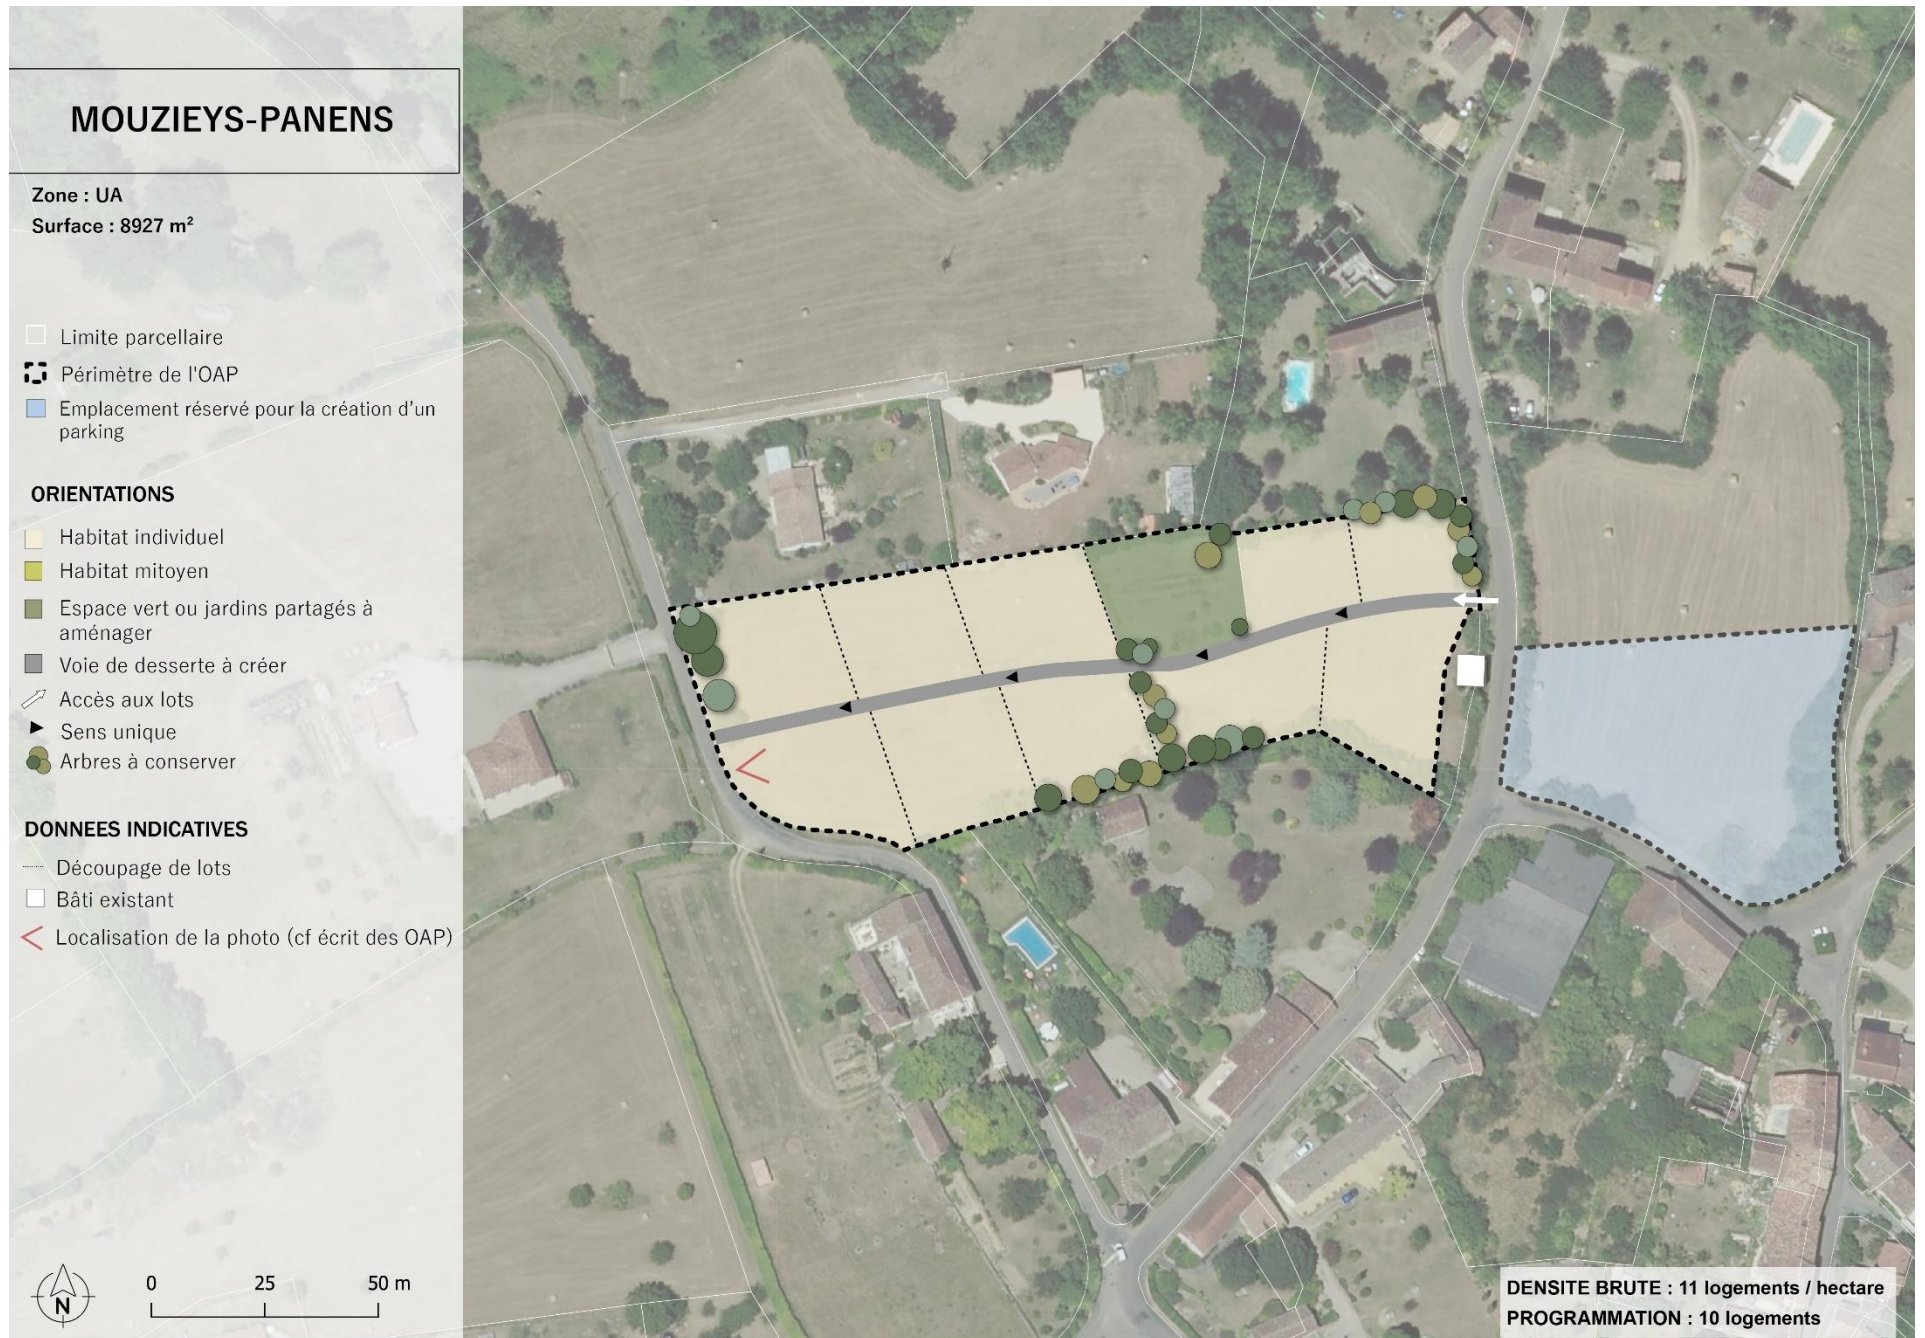 MOUZIEYS-PANENS
Zone : UA
Surface : 8927 m²
Limite parcellaire
Périmètre de l'OAP
Emplacement réservé pour la création d'un
parking
ORIENTATIONS
Habitat individuel
Habitat mitoyen
Espace vert ou jardins partagés à
aménager
Voie de desserte à créer
Accès aux lots
Sens unique
Arbres à conserver
DONNEES INDICATIVES
Découpage de lots
Bâti existant
Localisation de la photo (cf écrit des OAP)
N
0 25 50 m
DENSITE BRUTE : 11 logements / hectare
PROGRAMMATION : 10 logements